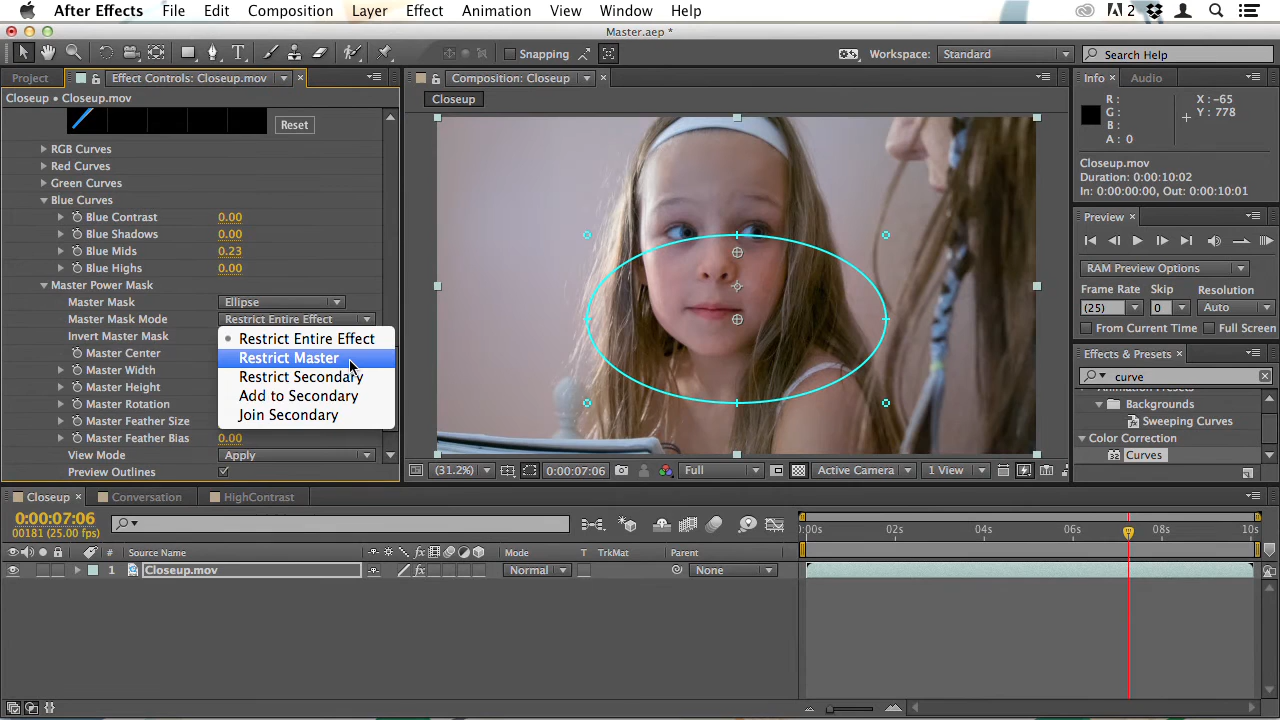 After Effects File Edit Composition Layer Effect Animation View Window Help 2
Master.aep *
Snapping Workspace: Standard Search Help
Project Effect Controls: Closeup.mov Composition: Closeup Info Audio
Closeup • Closeup.mov
Closeup
Reset
RGB Curves
Red Curves
Green Curves
Blue Curves
Blue Contrast 0.00
Blue Shadows 0.00
Blue Mids 0.23
Blue Highs 0.00
Master Power Mask
Master Mask Ellipse
Master Mask Mode Restrict Entire Effect
Invert Master Mask
Master Center
Master Width
Master Height
Master Rotation
Master Feather Size
Master Feather Bias 0.00
View Mode Apply
Preview Outlines
Restrict Entire Effect
Restrict Master
Restrict Secondary
Add to Secondary
Join Secondary
(31.2%) 0:00:07:06 Full Active Camera 1 View
R: X: -65
G: Y: 778
B:
A: 0
Closeup.mov
Duration: 0:00:10:02
In: 0:00:00:00, Out: 0:00:10:01
Preview
RAM Preview Options
Frame Rate Skip Resolution
(25) 0 Auto
From Current Time Full Screen
Effects & Presets
curve
Backgrounds
Sweeping Curves
Color Correction
Curves
Closeup Conversation HighContrast
0:00:07:06
00181 (25.00 fps)
# Source Name fx Mode T TrkMat Parent
1 Closeup.mov fx Normal None
02s 04s 06s 08s 10s